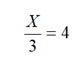 X/3 = 4